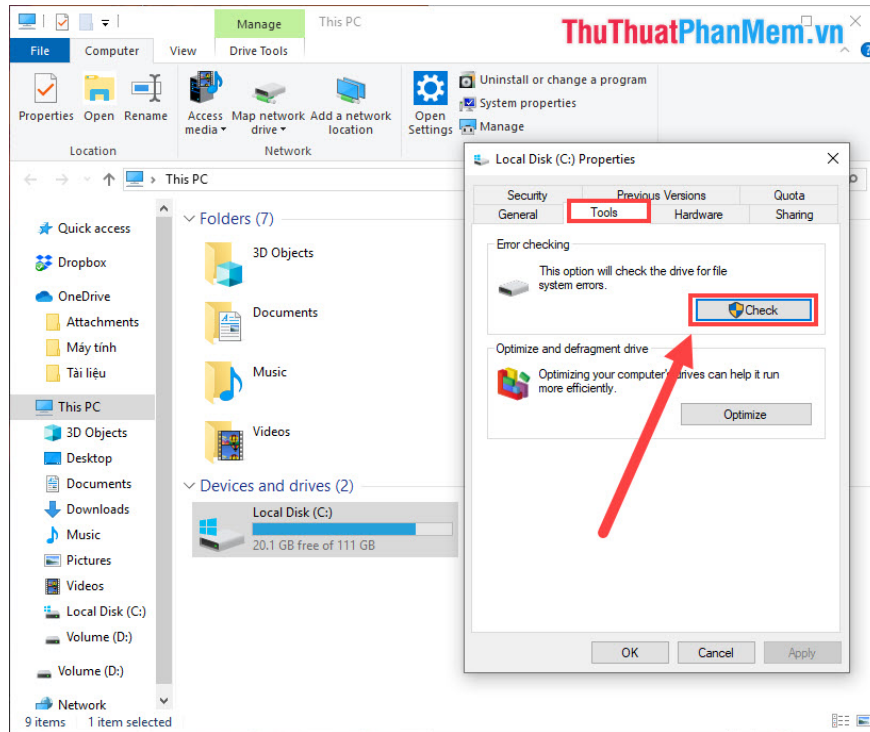 Manage
This PC
ThuThuatPhanMem.vn
File
Computer
View
Drive Tools
Properties
Open
Rename
Access media
Map network drive
Add a network location
Open Settings
Uninstall or change a program
System properties
Manage
Location
Network
This PC
Quick access
Dropbox
OneDrive
Attachments
Máy tính
Tài liệu
This PC
3D Objects
Desktop
Documents
Downloads
Music
Pictures
Videos
Local Disk (C:)
Volume (D:)
Volume (D:)
Network
Folders (7)
3D Objects
Documents
Music
Videos
Devices and drives (2)
Local Disk (C:)
20.1 GB free of 111 GB
Local Disk (C:) Properties
Security
Previous Versions
Quota
General
Tools
Hardware
Sharing
Error checking
This option will check the drive for file
system errors.
Check
Optimize and defragment drive
Optimizing your computer's drives can help it run
more efficiently.
Optimize
OK
Cancel
Apply
9 items
1 item selected